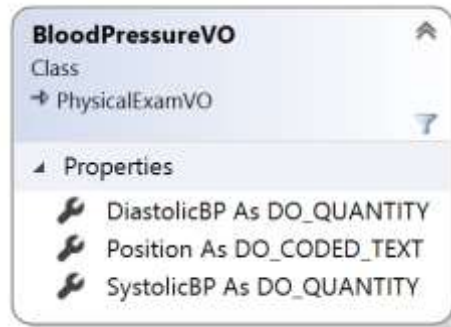 BloodPressureVO
Class
PhysicalExamVO
Properties
DiastolicBP As DO_QUANTITY
Position As DO_CODED_TEXT
SystolicBP As DO_QUANTITY